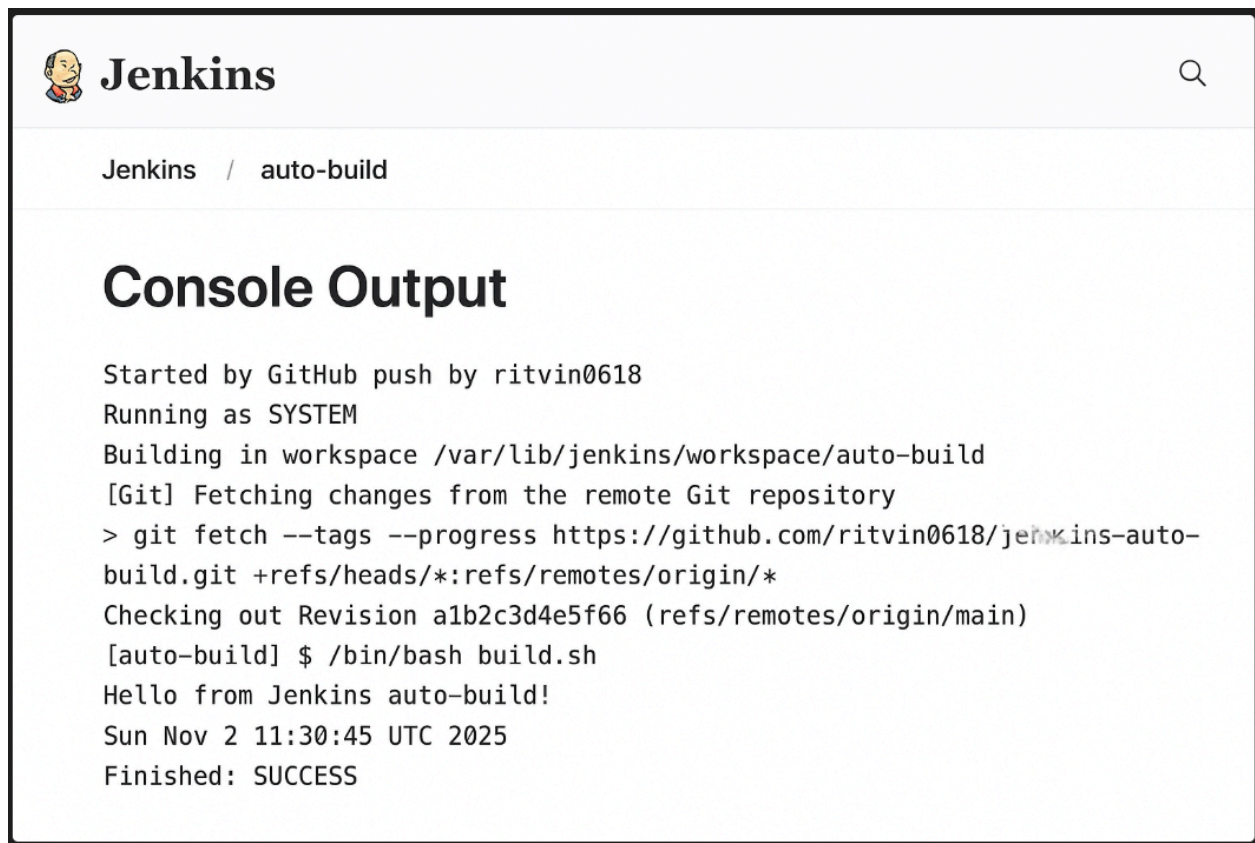 Jenkins
Jenkins / auto-build
Console Output
Started by GitHub push by ritvin0618
Running as SYSTEM
Building in workspace /var/lib/jenkins/workspace/auto-build
[Git] Fetching changes from the remote Git repository
> git fetch --tags --progress https://github.com/ritvin0618/jenkins-auto-
build.git +refs/heads/*:refs/remotes/origin/*
Checking out Revision a1b2c3d4e5f66 (refs/remotes/origin/main)
[auto-build] $ /bin/bash build.sh
Hello from Jenkins auto-build!
Sun Nov 2 11:30:45 UTC 2025
Finished: SUCCESS